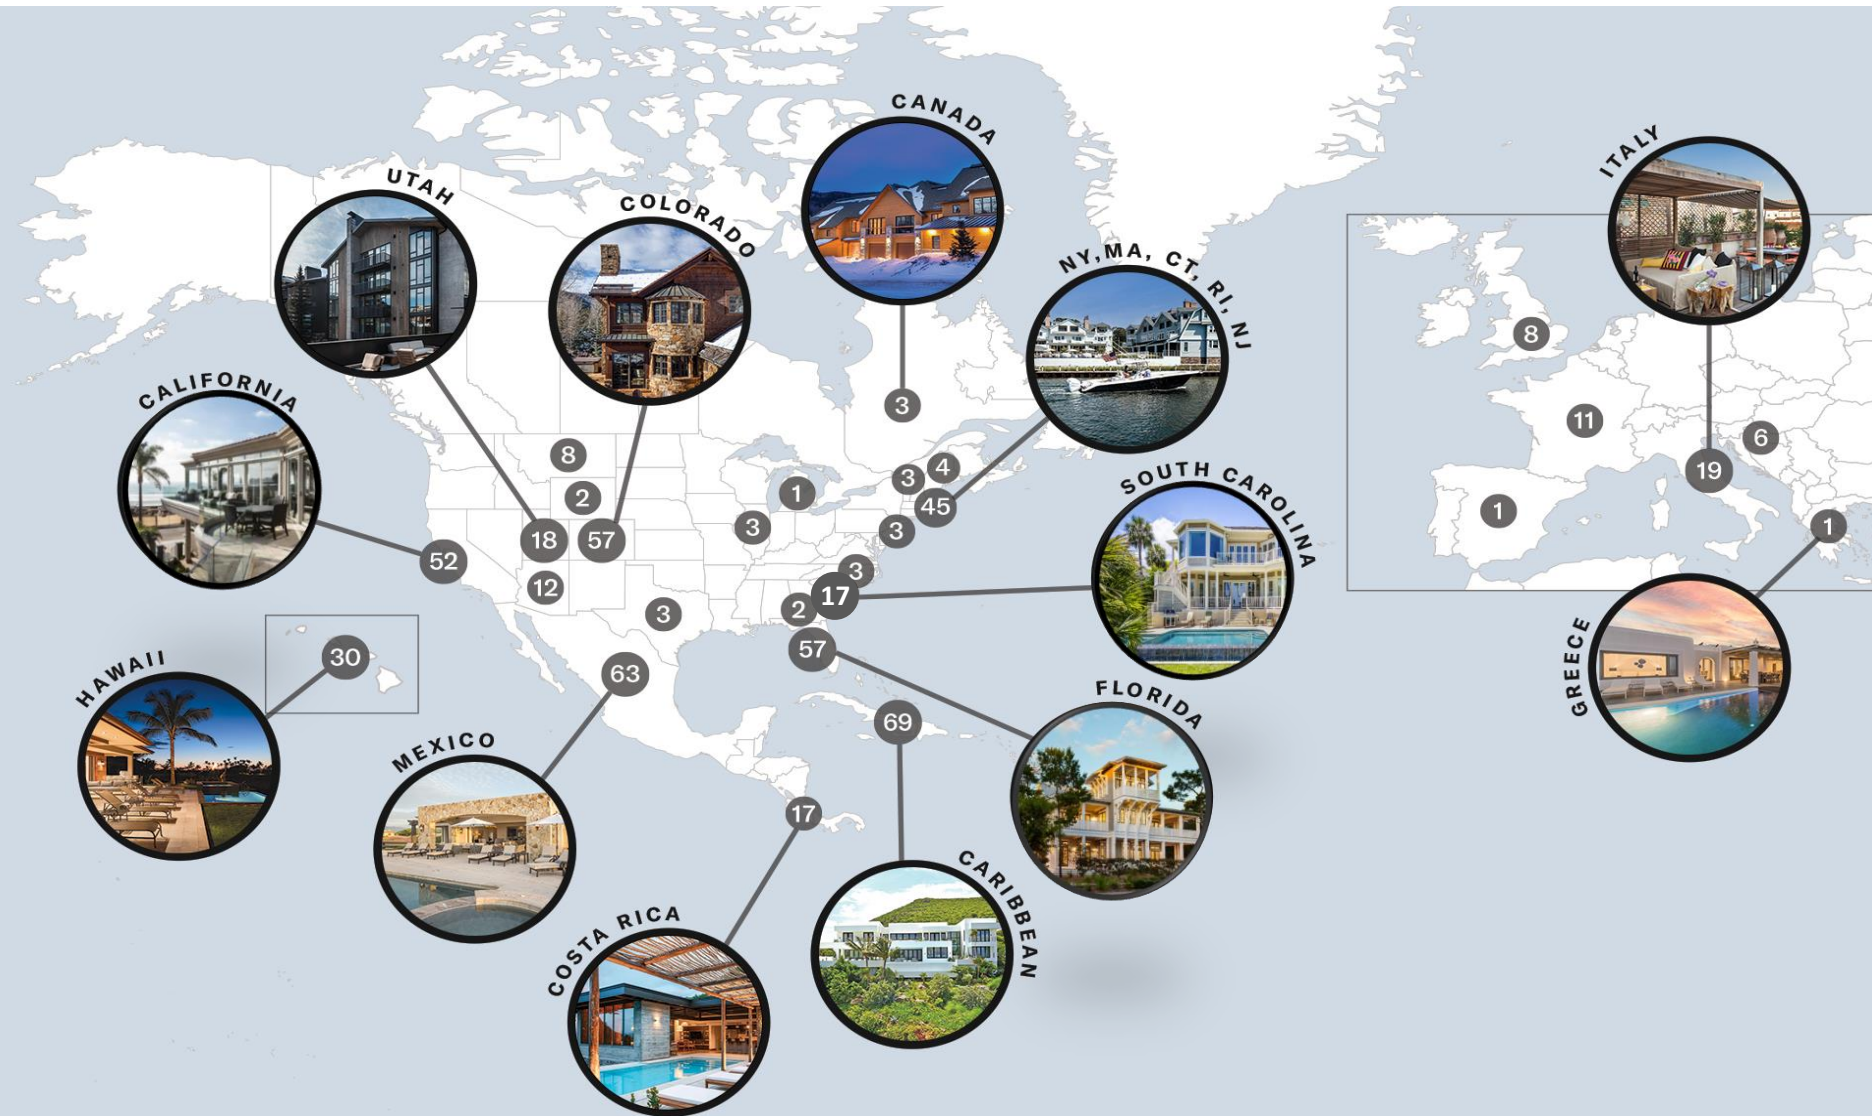 CANADA
ITALY
UTAH
COLORADO
NY, MA, CT, RI, NJ
8
CALIFORNIA
3
11
6
8
4
SOUTH CAROLINA
19
3
1
2
45
1
3
3
1
18
57
52
3
12
17
2
3
GREECE
HAWAII
30
57
63
FLORIDA
69
MEXICO
17
CARIBBEAN
COSTA RICA